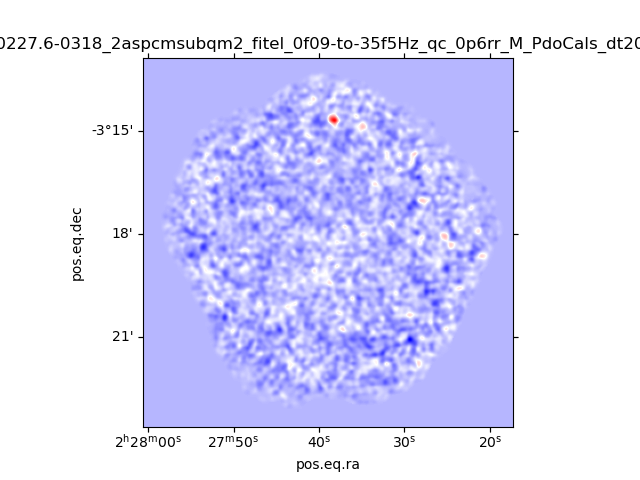 0227.6-0318_2aspcmsubqm2_fitel_0f09-to-35f5Hz_qc_0p6rr_M_PdoCals_dt20
-3°15'
18'
21'
pos.eq.dec
2ʰ28ᵐ00ˢ 27ᵐ50ˢ 40ˢ 30ˢ 20ˢ
pos.eq.ra